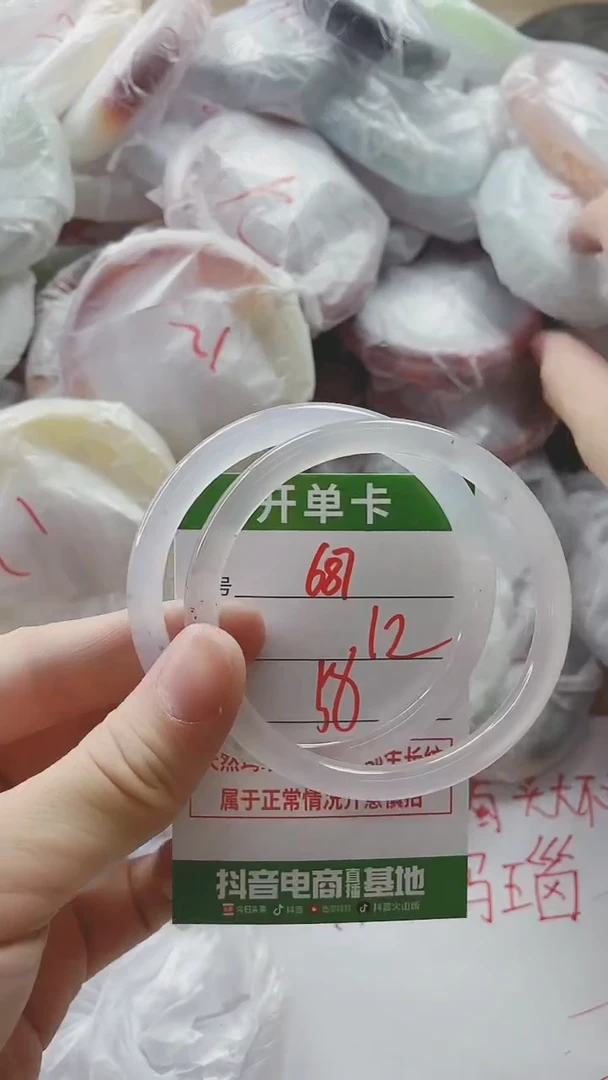 21
开单卡
号
687
12
58
属于正常情况介意慎拍
抖音电商直播基地
今日头条 抖音 西瓜视频 抖音火山版
玛瑙